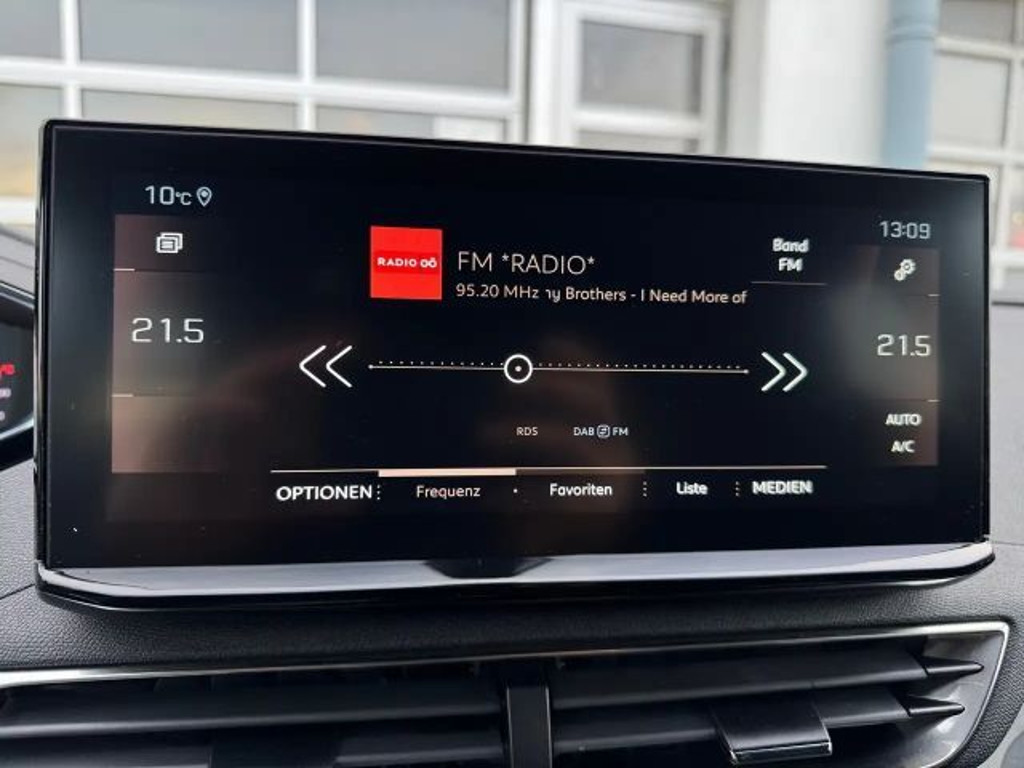 10°C
13:09
RADIO OÖ
FM *RADIO*
95.20 MHz ny Brothers - I Need More of
Band
FM
21.5
21.5
RDS
DAB FM
AUTO
A/C
OPTIONEN
Frequenz
Favoriten
Liste
MEDIEN